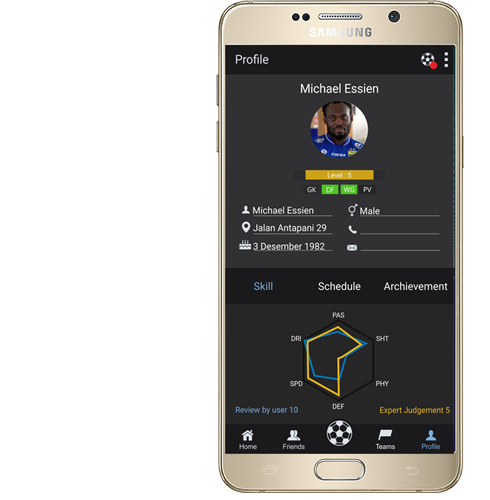 SAMSUNG
Profile
Michael Essien
Level : 5
GK DF WG PV
Michael Essien Male
Jalan Antapani 29
3 Desember 1982
Skill Schedule Archievement
PAS
DRI SHT
SPD PHY
DEF
Review by user 10 Expert Judgement 5
Home Friends Teams Profile